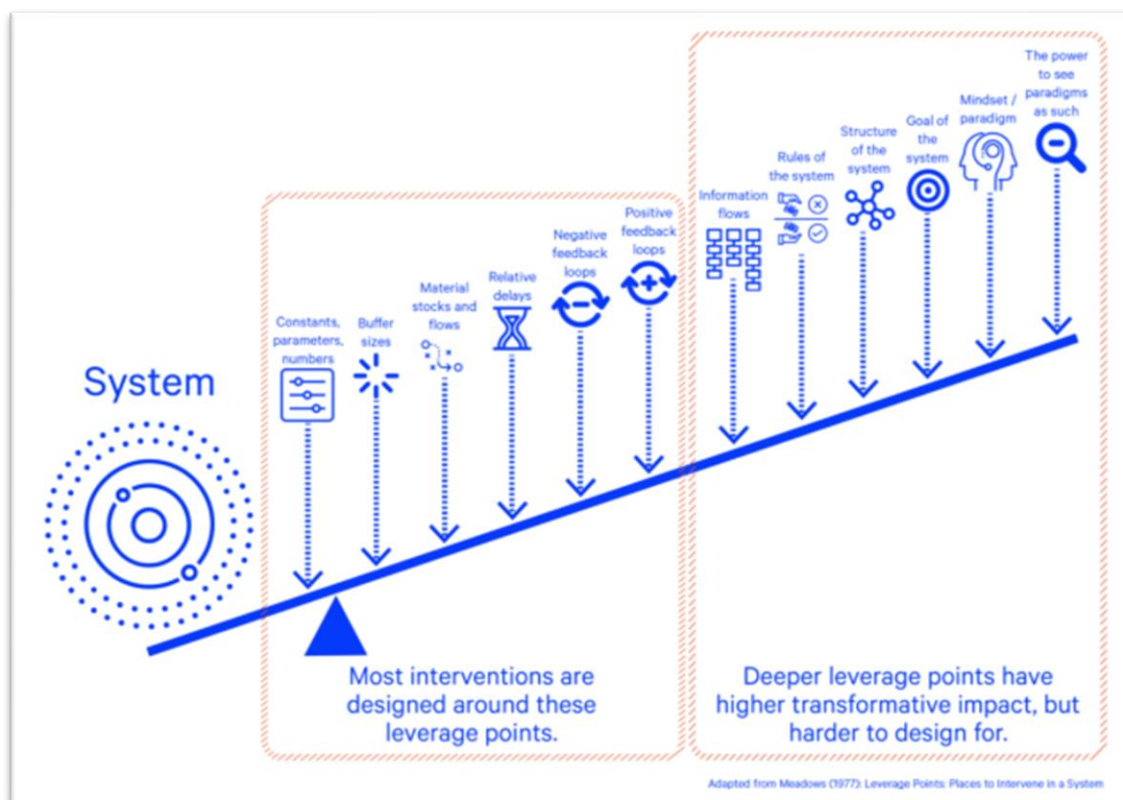 System
Constants,
parameters,
numbers
Buffer
sizes
Material
stocks and
flows
Relative
delays
Negative
feedback
loops
Positive
feedback
loops
Information
flows
Rules of
the system
Structure
of the
system
Goal of
the
system
Mindset /
paradigm
The power
to see
paradigms
as such
Most interventions are
designed around these
leverage points.
Deeper leverage points have
higher transformative impact, but
harder to design for.
Adapted from Meadows (1977): Leverage Points: Places to Intervene in a System